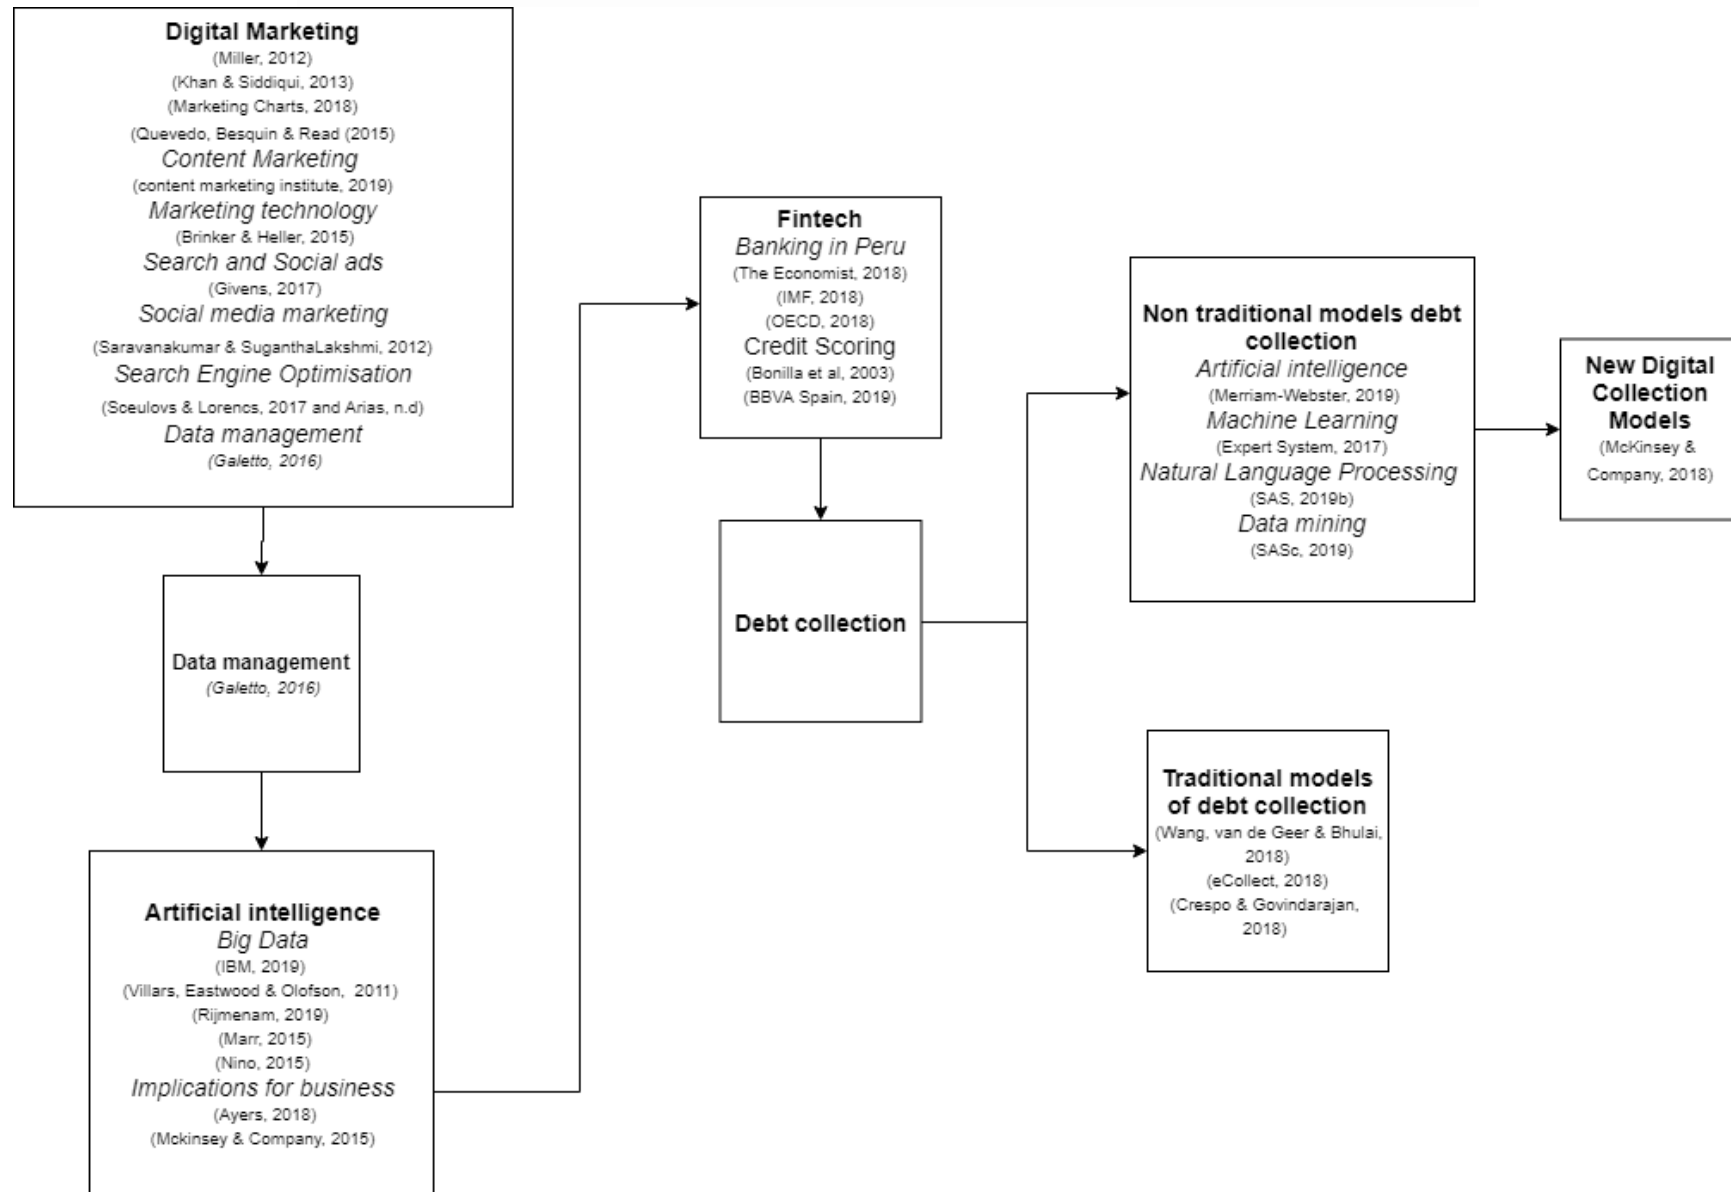 Digital Marketing
(Miller, 2012)
(Khan & Siddiqui, 2013)
(Marketing Charts, 2018)
(Quevedo, Besquin & Read (2015)
Content Marketing
(content marketing institute, 2019)
Marketing technology
(Brinker & Heller, 2015)
Search and Social ads
(Givens, 2017)
Social media marketing
(Saravanakumar & SuganthaLakshmi, 2012)
Search Engine Optimisation
(Sceulovs & Lorencs, 2017 and Arias, n.d)
Data management
(Galetto, 2016)
Data management
(Galetto, 2016)
Artificial intelligence
Big Data
(IBM, 2019)
(Villars, Eastwood & Olofson, 2011)
(Rijmenam, 2019)
(Marr, 2015)
(Nino, 2015)
Implications for business
(Ayers, 2018)
(Mckinsey & Company, 2015)
Fintech
Banking in Peru
(The Economist, 2018)
(IMF, 2018)
(OECD, 2018)
Credit Scoring
(Bonilla et al, 2003)
(BBVA Spain, 2019)
Debt collection
Non traditional models debt
collection
Artificial intelligence
(Merriam-Webster, 2019)
Machine Learning
(Expert System, 2017)
Natural Language Processing
(SAS, 2019b)
Data mining
(SASc, 2019)
Traditional models
of debt collection
(Wang, van de Geer & Bhulai,
2018)
(eCollect, 2018)
(Crespo & Govindarajan,
2018)
New Digital
Collection
Models
(McKinsey &
Company, 2018)